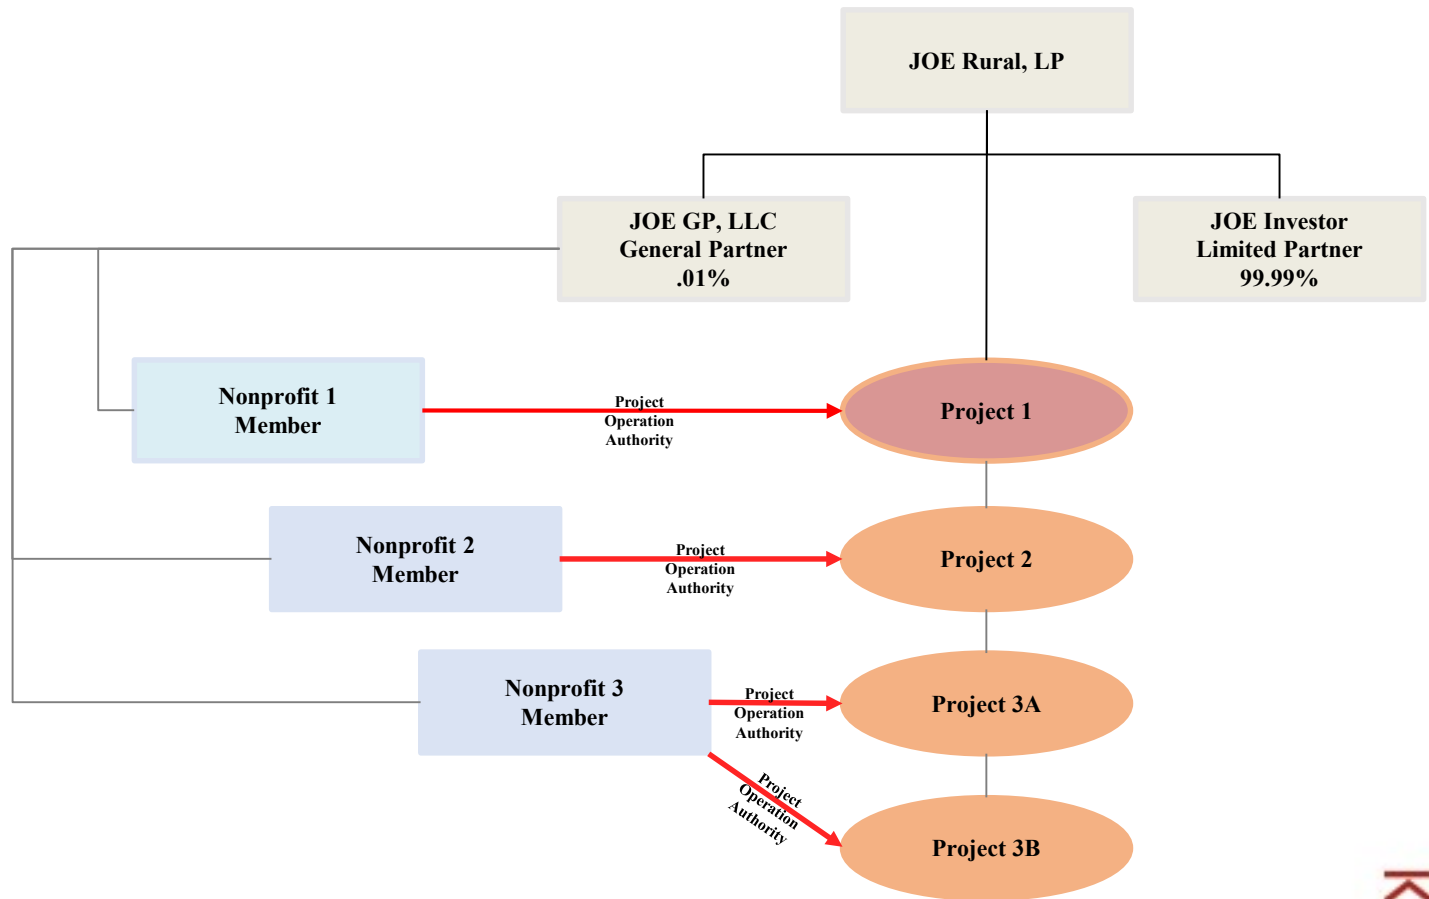 JOE Rural, LP
JOE GP, LLC
General Partner
.01%
JOE Investor
Limited Partner
99.99%
Nonprofit 1
Member
Project
Operation
Authority
Project 1
Nonprofit 2
Member
Project
Operation
Authority
Project 2
Nonprofit 3
Member
Project
Operation
Authority
Project 3A
Project
Operation
Authority
Project 3B
K